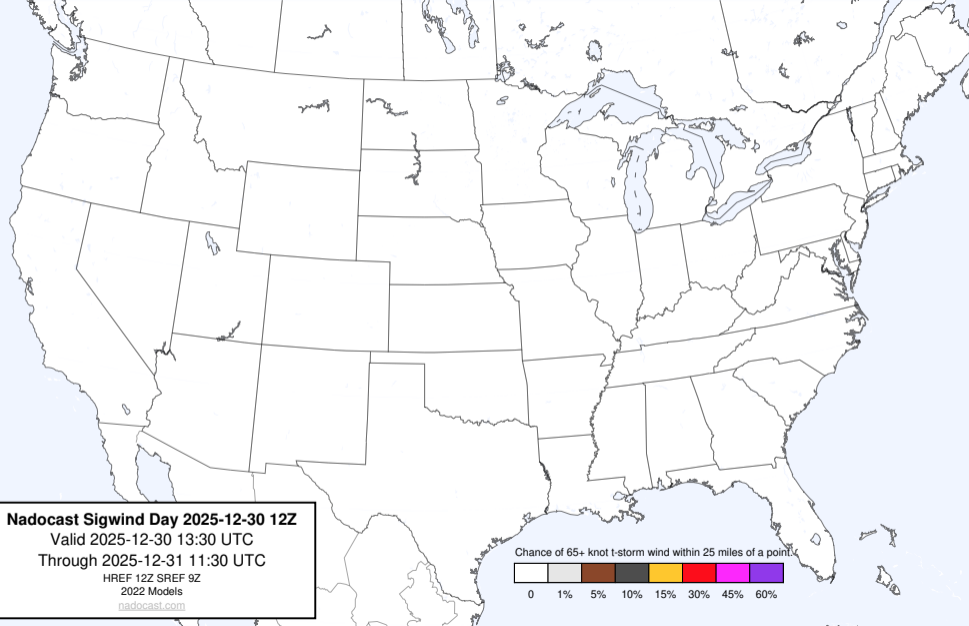 Nadocast Sigwind Day 2025-12-30 12Z
Valid 2025-12-30 13:30 UTC
Through 2025-12-31 11:30 UTC
HREF 12Z SREF 9Z
2022 Models
nadocast.com
Chance of 65+ knot t-storm wind within 25 miles of a point.
0 1% 5% 10% 15% 30% 45% 60%